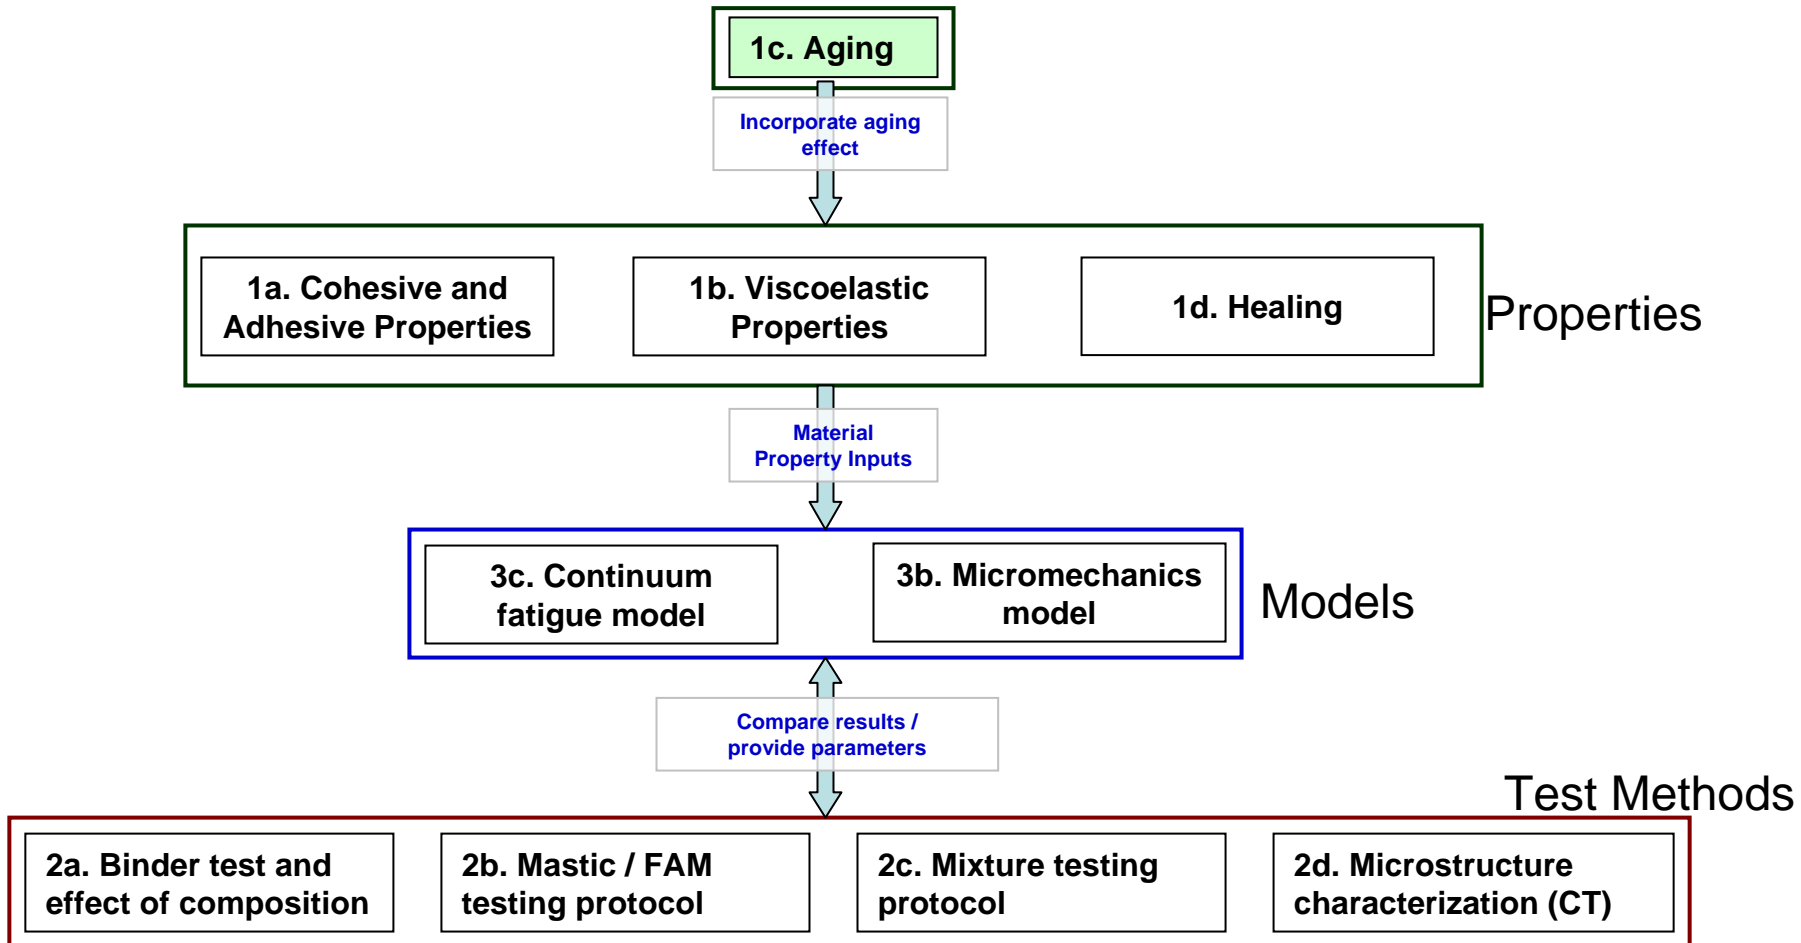 1c. Aging
Incorporate aging
effect
1a. Cohesive and
Adhesive Properties
1b. Viscoelastic
Properties
1d. Healing
Properties
Material
Property Inputs
3c. Continuum
fatigue model
3b. Micromechanics
model
Models
Compare results /
provide parameters
Test Methods
2a. Binder test and
effect of composition
2b. Mastic / FAM
testing protocol
2c. Mixture testing
protocol
2d. Microstructure
characterization (CT)